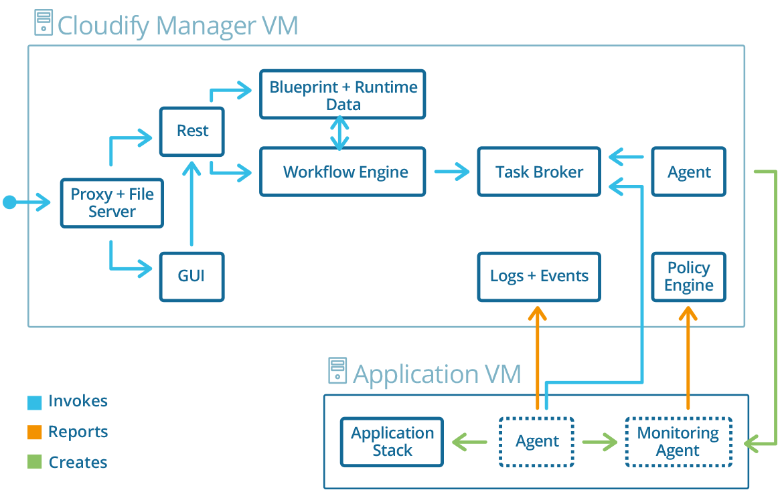 Cloudify Manager VM
Blueprint + Runtime
Data
Rest
Workflow Engine
Task Broker
Agent
Proxy + File
Server
GUI
Logs + Events
Policy
Engine
Application VM
Invokes
Reports
Creates
Application
Stack
Agent
Monitoring
Agent